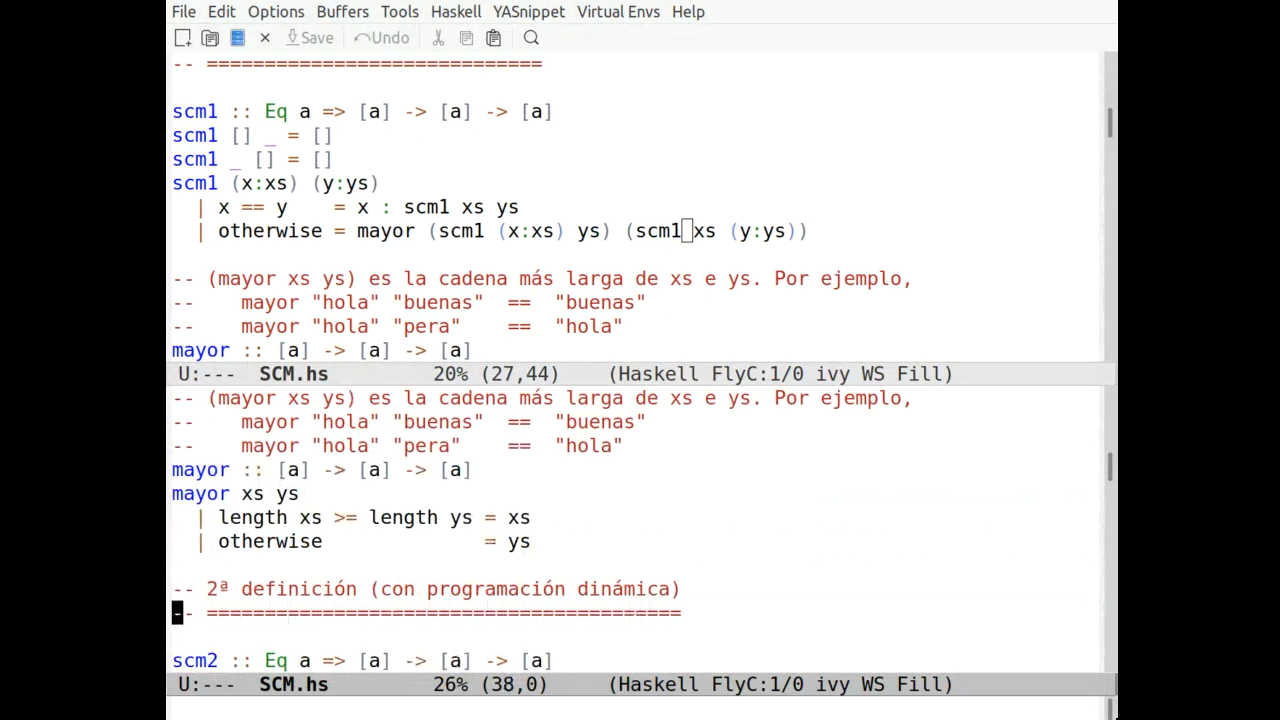 File Edit Options Buffers Tools Haskell YASnippet Virtual Envs Help
Save Undo
-- =============================
scm1 :: Eq a => [a] -> [a] -> [a]
scm1 [] _ = []
scm1 _ [] = []
scm1 (x:xs) (y:ys)
  | x == y    = x : scm1 xs ys
  | otherwise = mayor (scm1 (x:xs) ys) (scm1 xs (y:ys))
-- (mayor xs ys) es la cadena más larga de xs e ys. Por ejemplo,
--    mayor "hola" "buenas"  ==  "buenas"
--    mayor "hola" "pera"    ==  "hola"
mayor :: [a] -> [a] -> [a]
U:---  SCM.hs         20% (27,44)    (Haskell FlyC:1/0 ivy WS Fill)
-- (mayor xs ys) es la cadena más larga de xs e ys. Por ejemplo,
--    mayor "hola" "buenas"  ==  "buenas"
--    mayor "hola" "pera"    ==  "hola"
mayor :: [a] -> [a] -> [a]
mayor xs ys
  | length xs >= length ys = xs
  | otherwise              = ys
-- 2ª definición (con programación dinámica)
-- =========================================
scm2 :: Eq a => [a] -> [a] -> [a]
U:---  SCM.hs         26% (38,0)     (Haskell FlyC:1/0 ivy WS Fill)